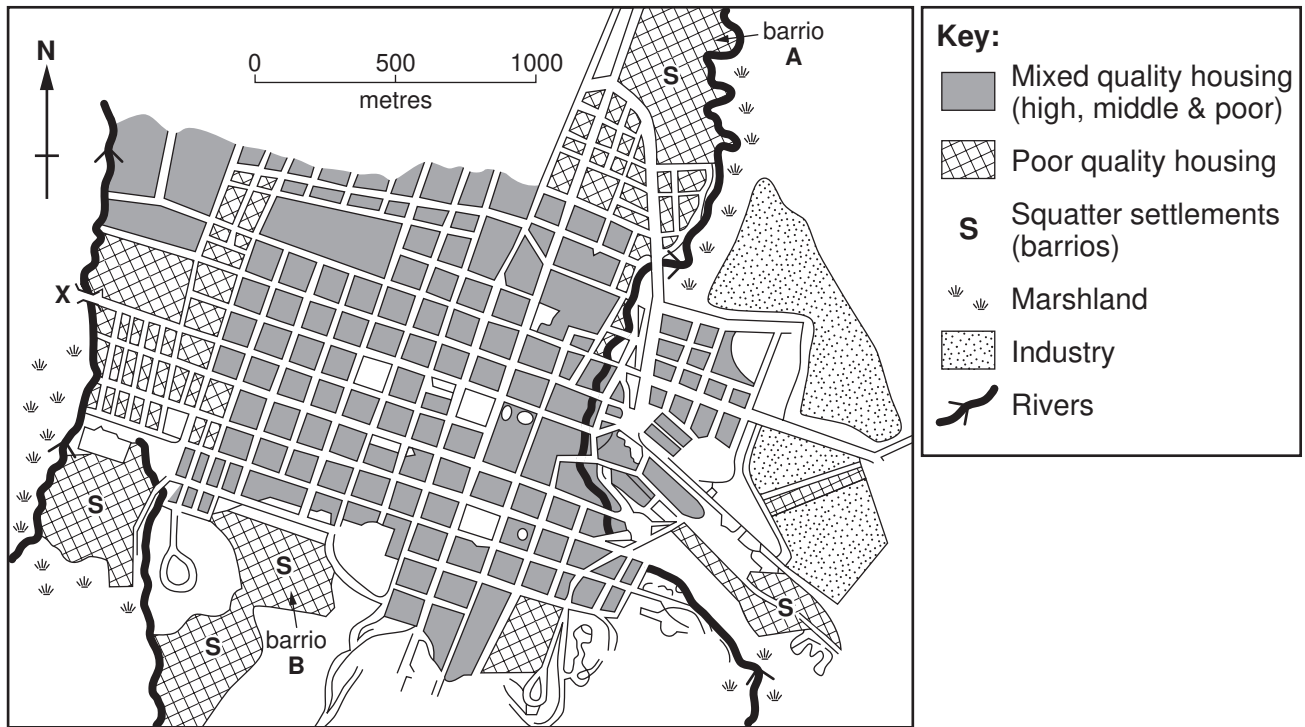 N
0 500 1000
metres
barrio
A
S
X
S
S
S
S
barrio
B
Key:
Mixed quality housing
(high, middle & poor)
Poor quality housing
S Squatter settlements
(barrios)
Marshland
Industry
Rivers